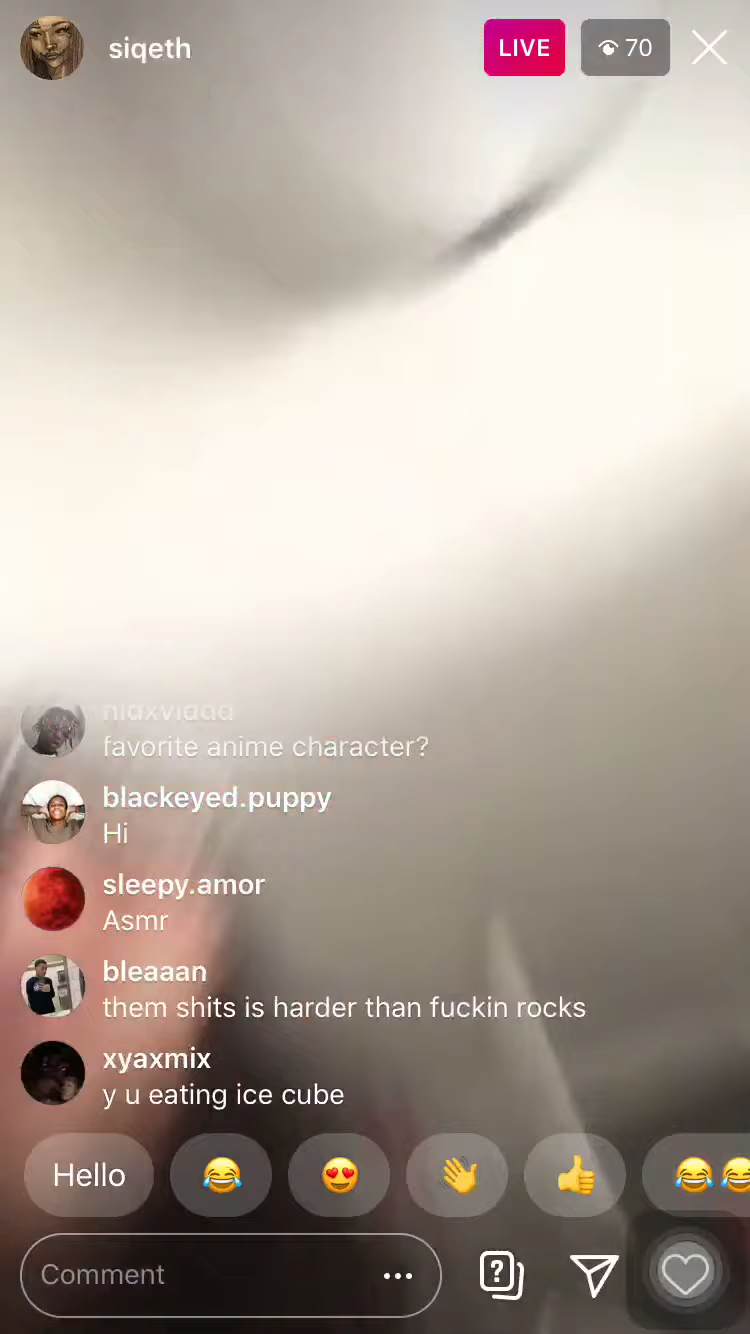 siqeth
LIVE
70
favorite anime character?
blackeyed.puppy
Hi
sleepy.amor
Asmr
bleaaan
them shits is harder than fuckin rocks
xyaxmix
y u eating ice cube
Hello
Comment